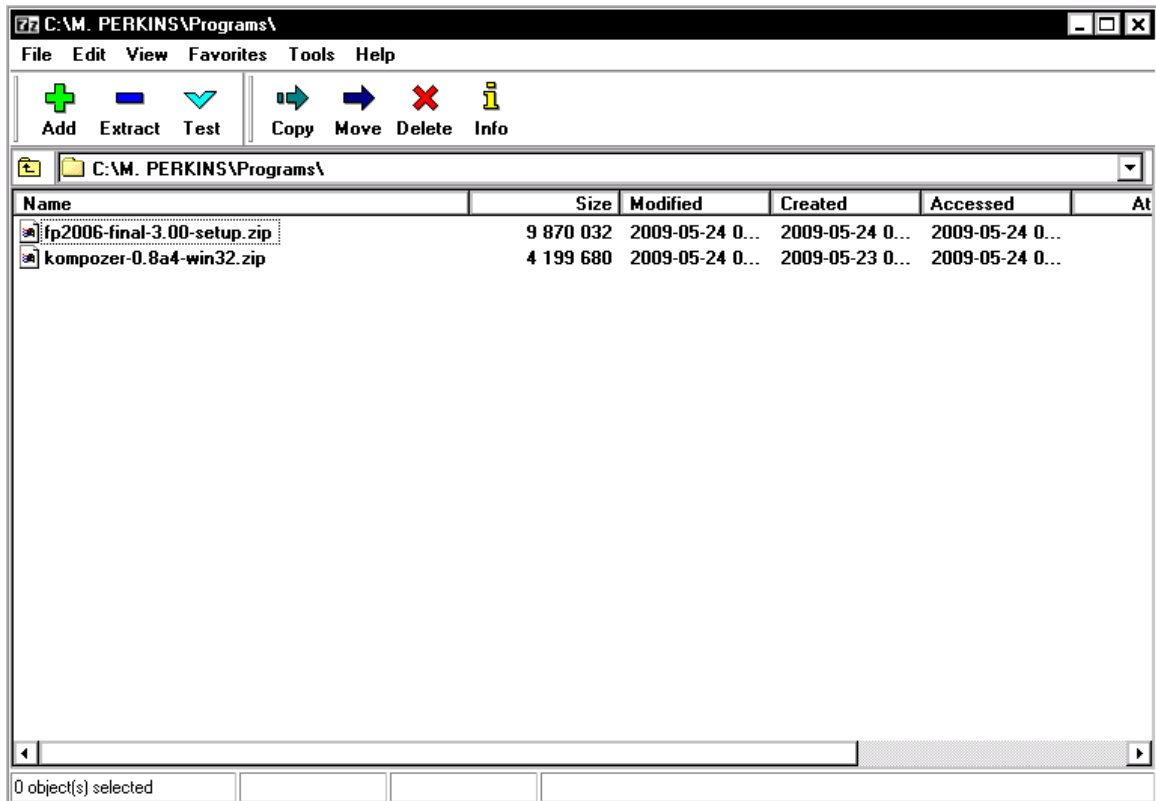 7z C:\M. PERKINS\Programs\
File Edit View Favorites Tools Help
Add Extract Test Copy Move Delete Info
C:\M. PERKINS\Programs\
Name Size Modified Created Accessed At
fp2006-final-3.00-setup.zip 9 870 032 2009-05-24 0... 2009-05-24 0... 2009-05-24 0...
kompozer-0.8a4-win32.zip 4 199 680 2009-05-24 0... 2009-05-23 0... 2009-05-24 0...
0 object(s) selected